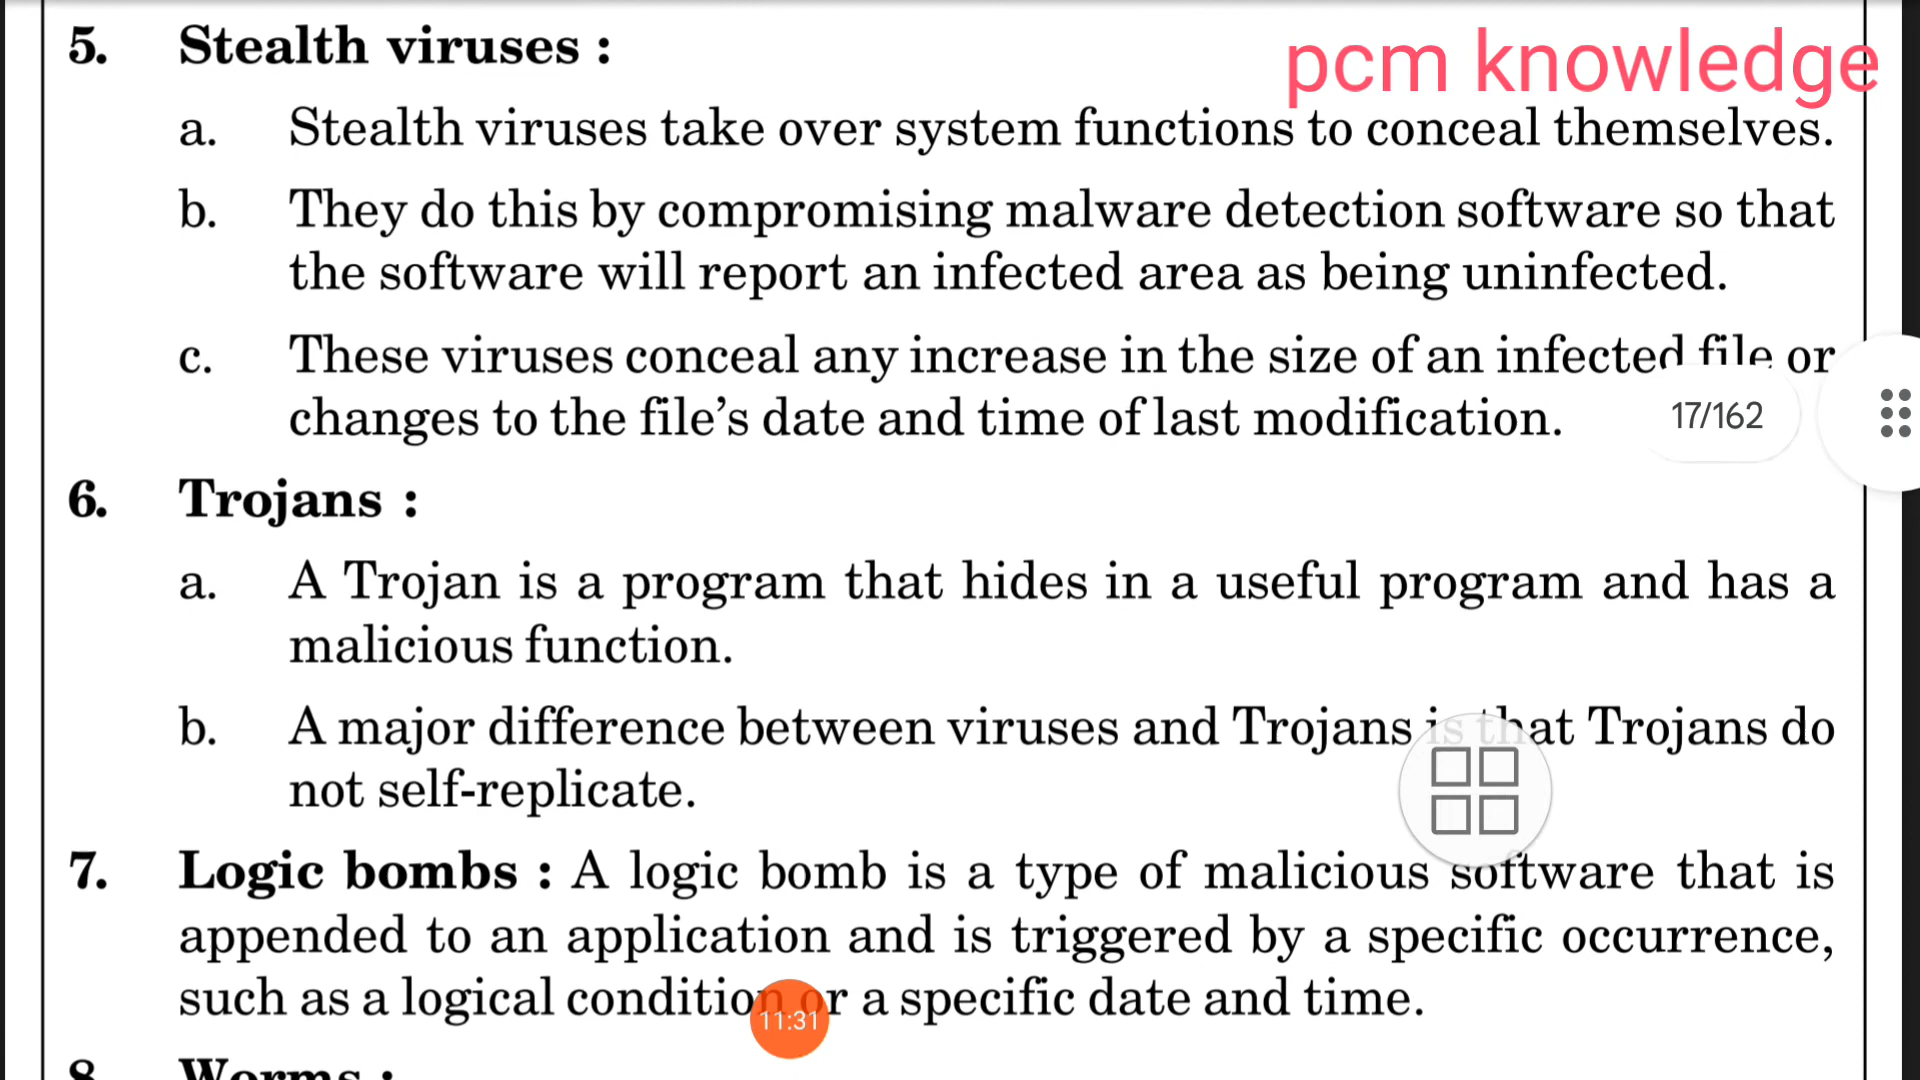 5. Stealth viruses :
pcm knowledge
a. Stealth viruses take over system functions to conceal themselves.
b. They do this by compromising malware detection software so that
the software will report an infected area as being uninfected.
c. These viruses conceal any increase in the size of an infected file or
changes to the file’s date and time of last modification.
17/162
6. Trojans :
a. A Trojan is a program that hides in a useful program and has a
malicious function.
b. A major difference between viruses and Trojans is that Trojans do
not self-replicate.
7. Logic bombs : A logic bomb is a type of malicious software that is
appended to an application and is triggered by a specific occurrence,
such as a logical condition or a specific date and time.
11:31
8. Worms :